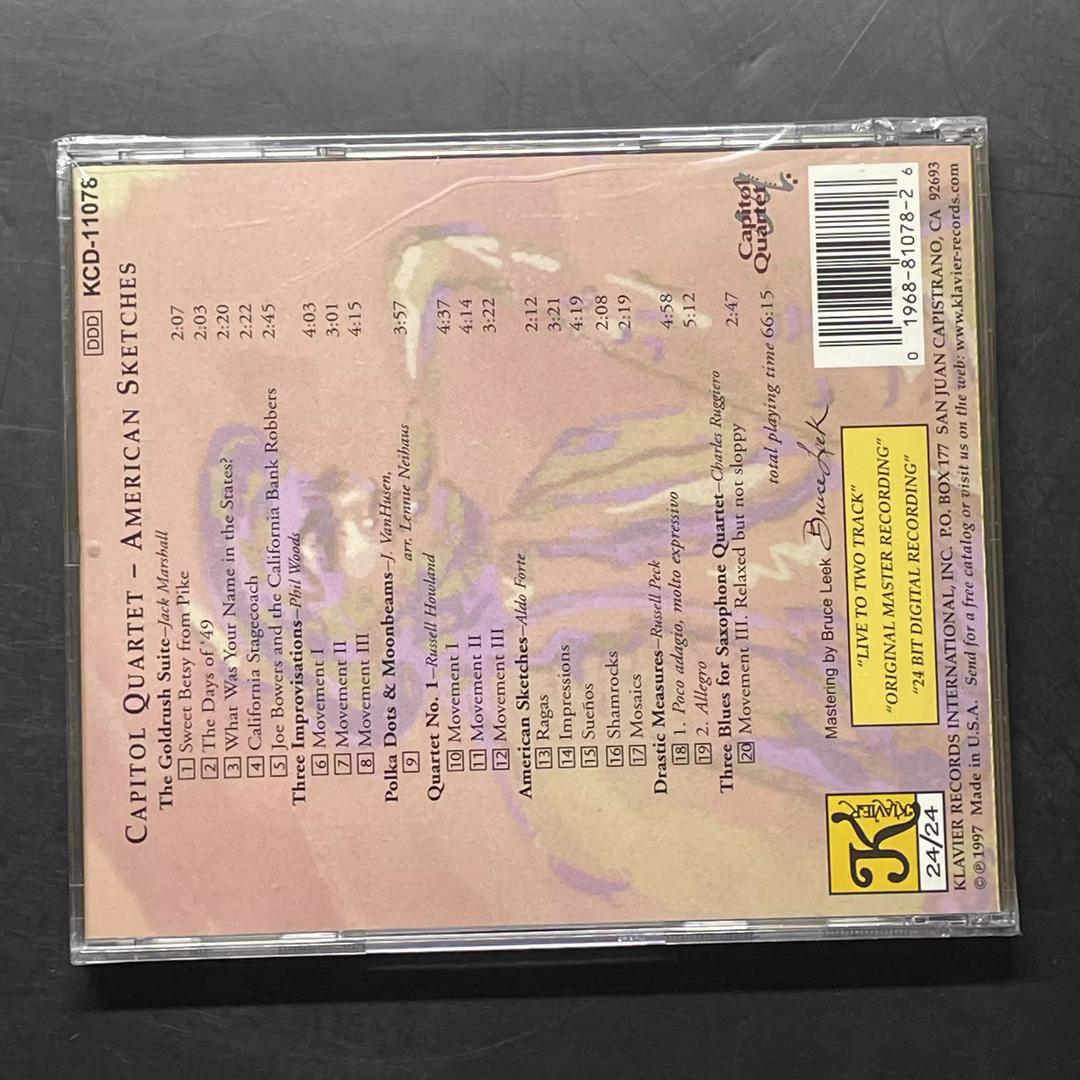 DDD KCD-11078
CAPITOL QUARTET – AMERICAN SKETCHES
The Goldrush Suite–Jack Marshall
1 Sweet Betsy from Pike 2:07
2 The Days of '49 2:03
3 What Was Your Name in the States? 2:20
4 California Stagecoach 2:22
5 Joe Bowers and the California Bank Robbers 2:45
Three Improvisations–Phil Woods
6 Movement I 4:03
7 Movement II 3:01
8 Movement III 4:15
Polka Dots & Moonbeams–J. VanHusen,
9 arr. Lennie Neihaus 3:57
Quartet No. 1–Russell Howland
10 Movement I 4:37
11 Movement II 4:14
12 Movement III 3:22
American Sketches–Aldo Forte
13 Ragas 2:12
14 Impressions 3:21
15 Sueños 4:19
16 Shamrocks 2:08
17 Mosaics 2:19
Drastic Measures–Russell Peck
18 1. Poco adagio, molto expressivo 4:58
19 2. Allegro 5:12
Three Blues for Saxophone Quartet–Charles Ruggiero
20 Movement III. Relaxed but not sloppy 2:47
total playing time 66:15
Capitol
Quartet
Mastering by Bruce Leek Bruce Leek
"LIVE TO TWO TRACK"
"ORIGINAL MASTER RECORDING"
"24 BIT DIGITAL RECORDING"
0 1968-81078-2 6
K KLAVIER
24/24
KLAVIER RECORDS INTERNATIONAL, INC. P.O. BOX 177 SAN JUAN CAPISTRANO, CA 92693
©℗1997 Made in U.S.A. Send for a free catalog or visit us on the web: www.klavier-records.com